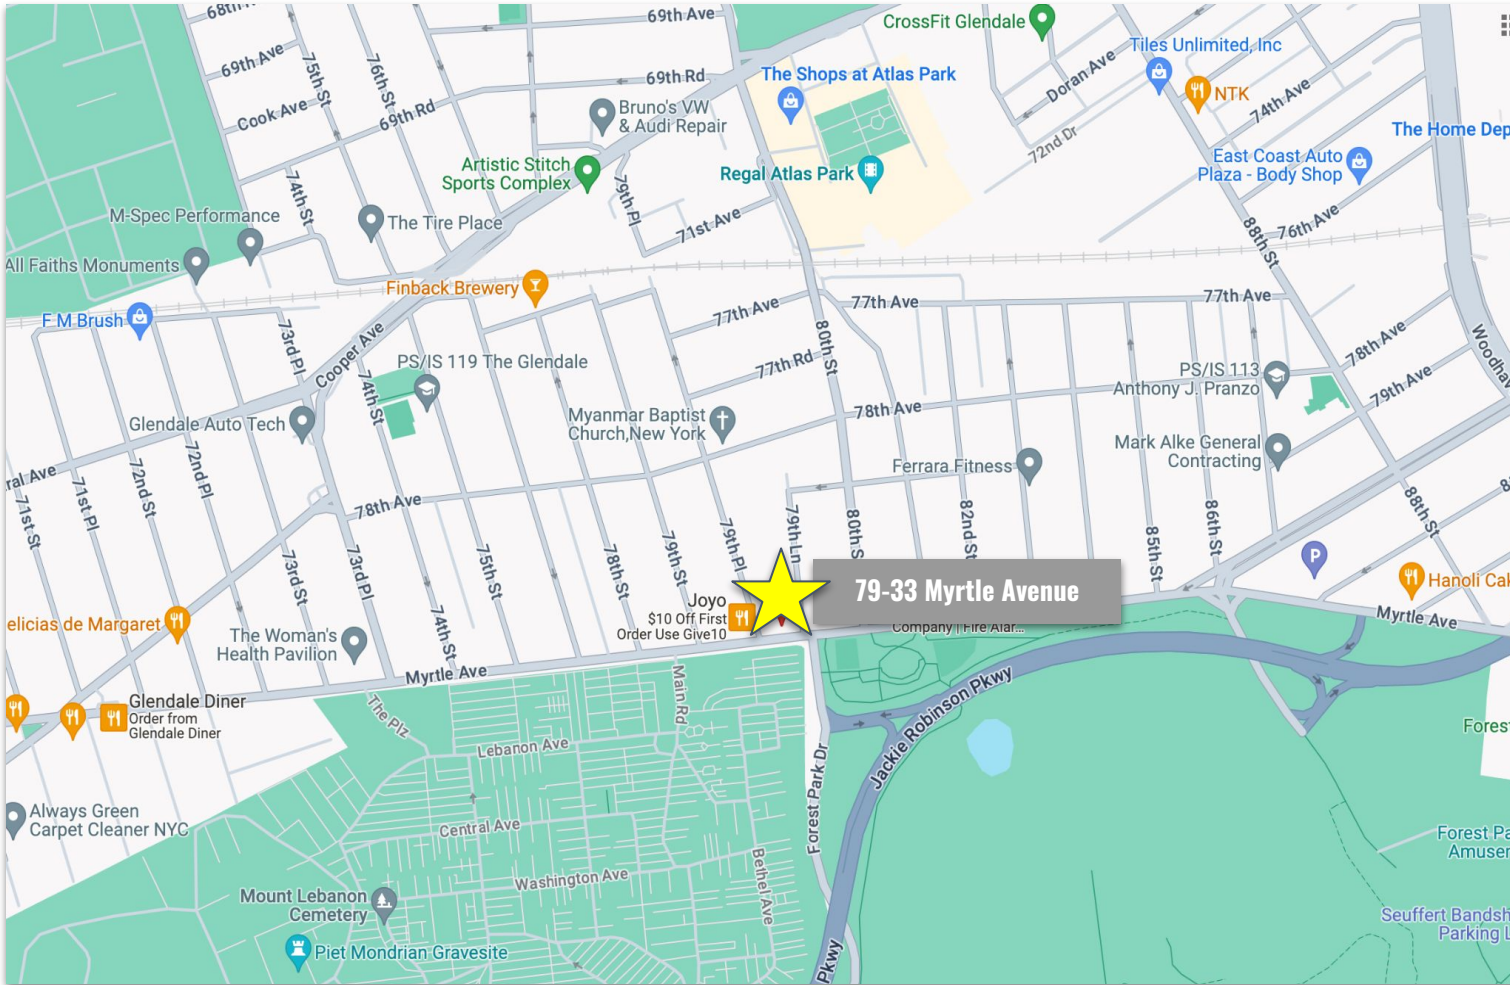 68th R
69th Ave
CrossFit Glendale
Tiles Unlimited, Inc
69th Ave
75th St
76th St
69th Rd
The Shops at Atlas Park
Doran Ave
NTK
74th Ave
Cook Ave
69th Rd
Bruno's VW
& Audi Repair
72nd Dr
The Home Dep
Artistic Stitch
Sports Complex
Regal Atlas Park
East Coast Auto
Plaza - Body Shop
74th St
79th Pl
71st Ave
M-Spec Performance
The Tire Place
88th St
76th Ave
All Faiths Monuments
Finback Brewery
77th Ave
77th Ave
77th Ave
F M Brush
73rd Pl
Cooper Ave
80th St
78th Ave
Woodhav
PS/IS 119 The Glendale
77th Rd
PS/IS 113
Anthony J. Pranzo
79th Ave
74th St
Glendale Auto Tech
Myanmar Baptist
Church,New York
78th Ave
Mark Alke General
Contracting
ral Ave
72nd Pl
72nd St
71st Pl
71st St
Ferrara Fitness
78th Ave
79th Ln
80th S
82nd St
86th St
88th St
8
73rd St
73rd Pl
75th St
78th St
79th St
79th Pl
85th St
P
79-33 Myrtle Avenue
Hanoli Cak
Joyo
$10 Off First
Order Use Give10
Company | Fire Alar...
Myrtle Ave
elicias de Margaret
The Woman's
Health Pavilion
74th St
Myrtle Ave
Main Rd
Glendale Diner
Order from
Glendale Diner
The Plz
Lebanon Ave
Jackie Robinson Pkwy
Forest
Forest Park Dr
Always Green
Carpet Cleaner NYC
Central Ave
Forest Pa
Amuser
Washington Ave
Bethel Ave
Mount Lebanon
Cemetery
Seuffert Bandsh
Parking L
Piet Mondrian Gravesite
Pkwy